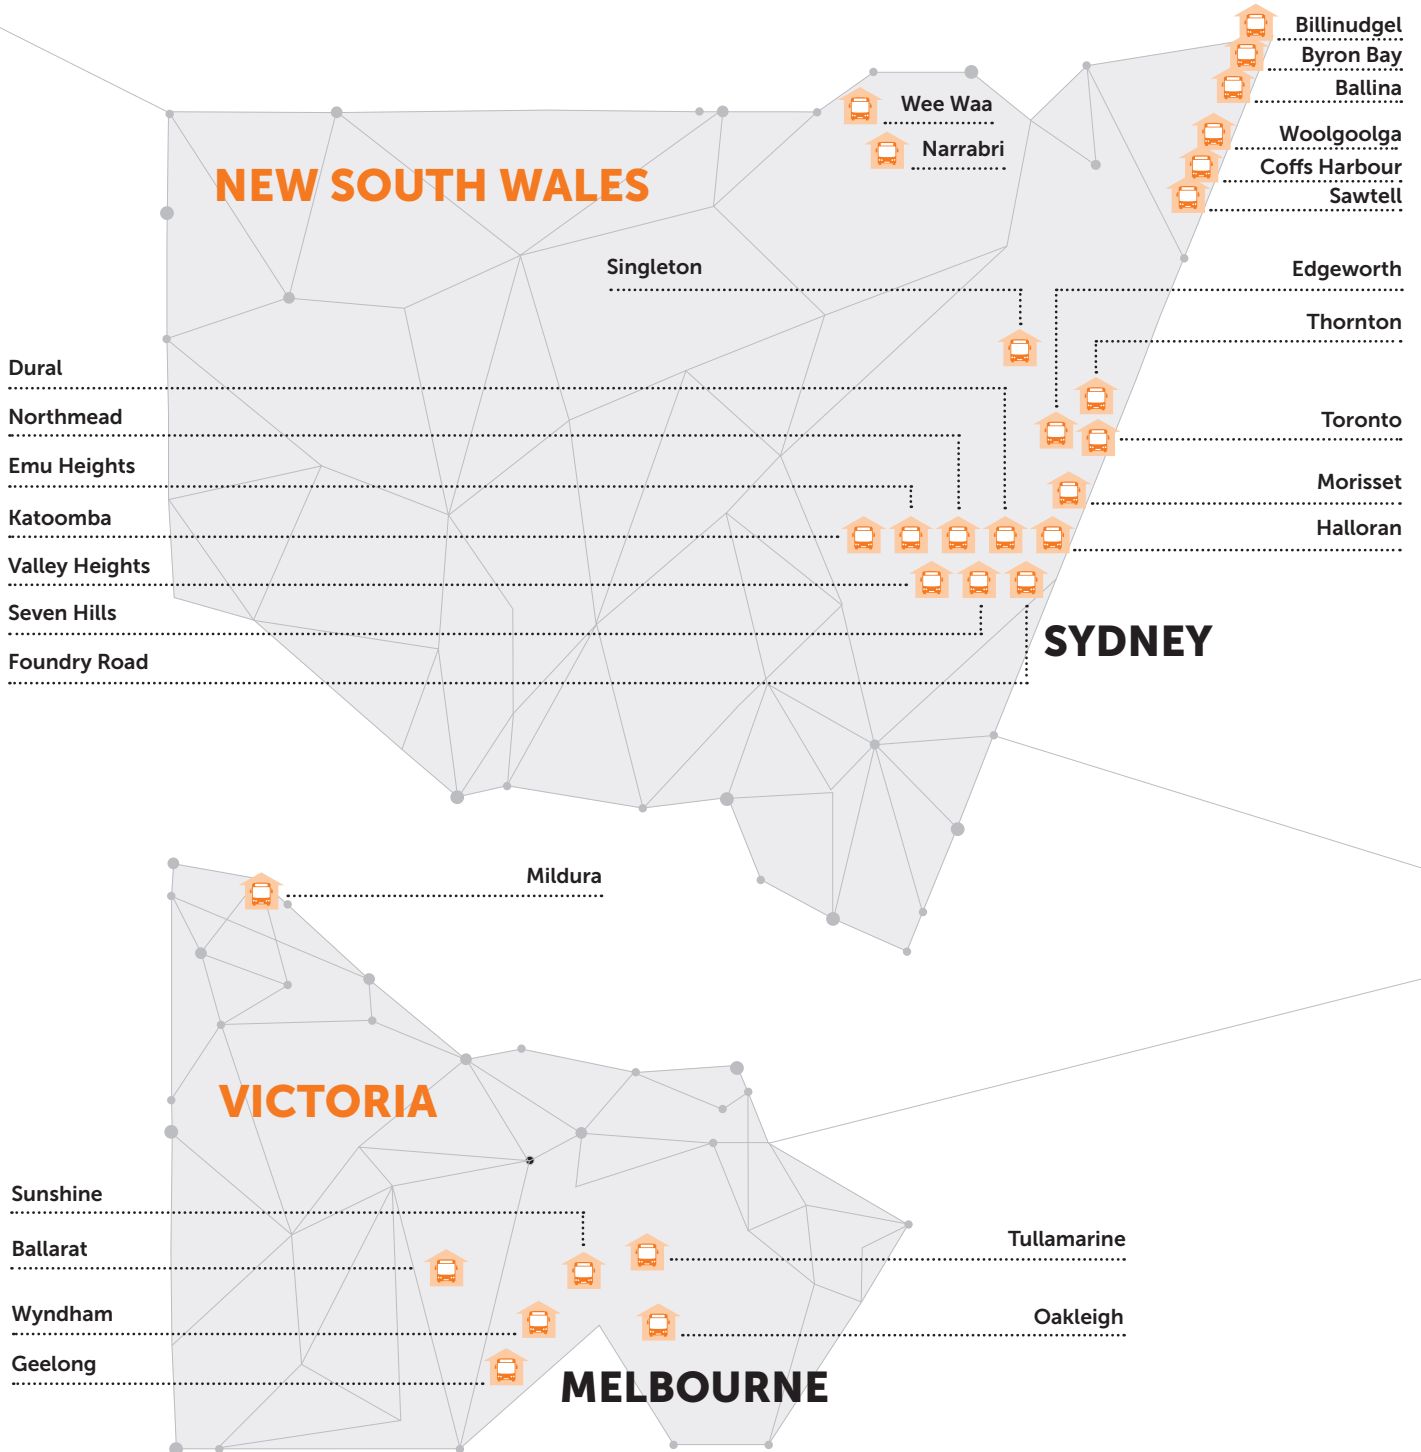 Billinudgel
Byron Bay
Ballina
Wee Waa
Woolgoolga
Narrabri
Coffs Harbour
NEW SOUTH WALES
Sawtell
Singleton
Edgeworth
Thornton
Dural
Northmead
Toronto
Emu Heights
Morisset
Katoomba
Halloran
Valley Heights
Seven Hills
SYDNEY
Foundry Road
Mildura
VICTORIA
Sunshine
Tullamarine
Ballarat
Wyndham
Oakleigh
Geelong
MELBOURNE